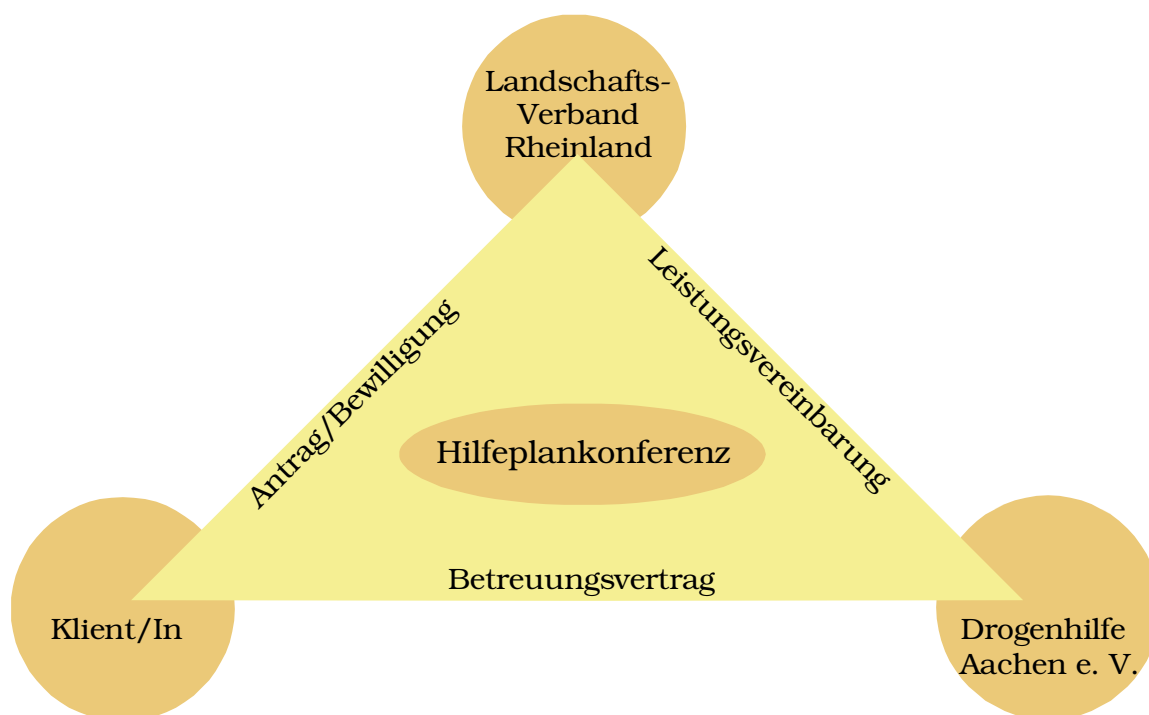 Landschafts-
Verband
Rheinland
Antrag/Bewilligung
Leistungsvereinbarung
Hilfeplankonferenz
Betreuungsvertrag
Klient/In
Drogenhilfe
Aachen e. V.